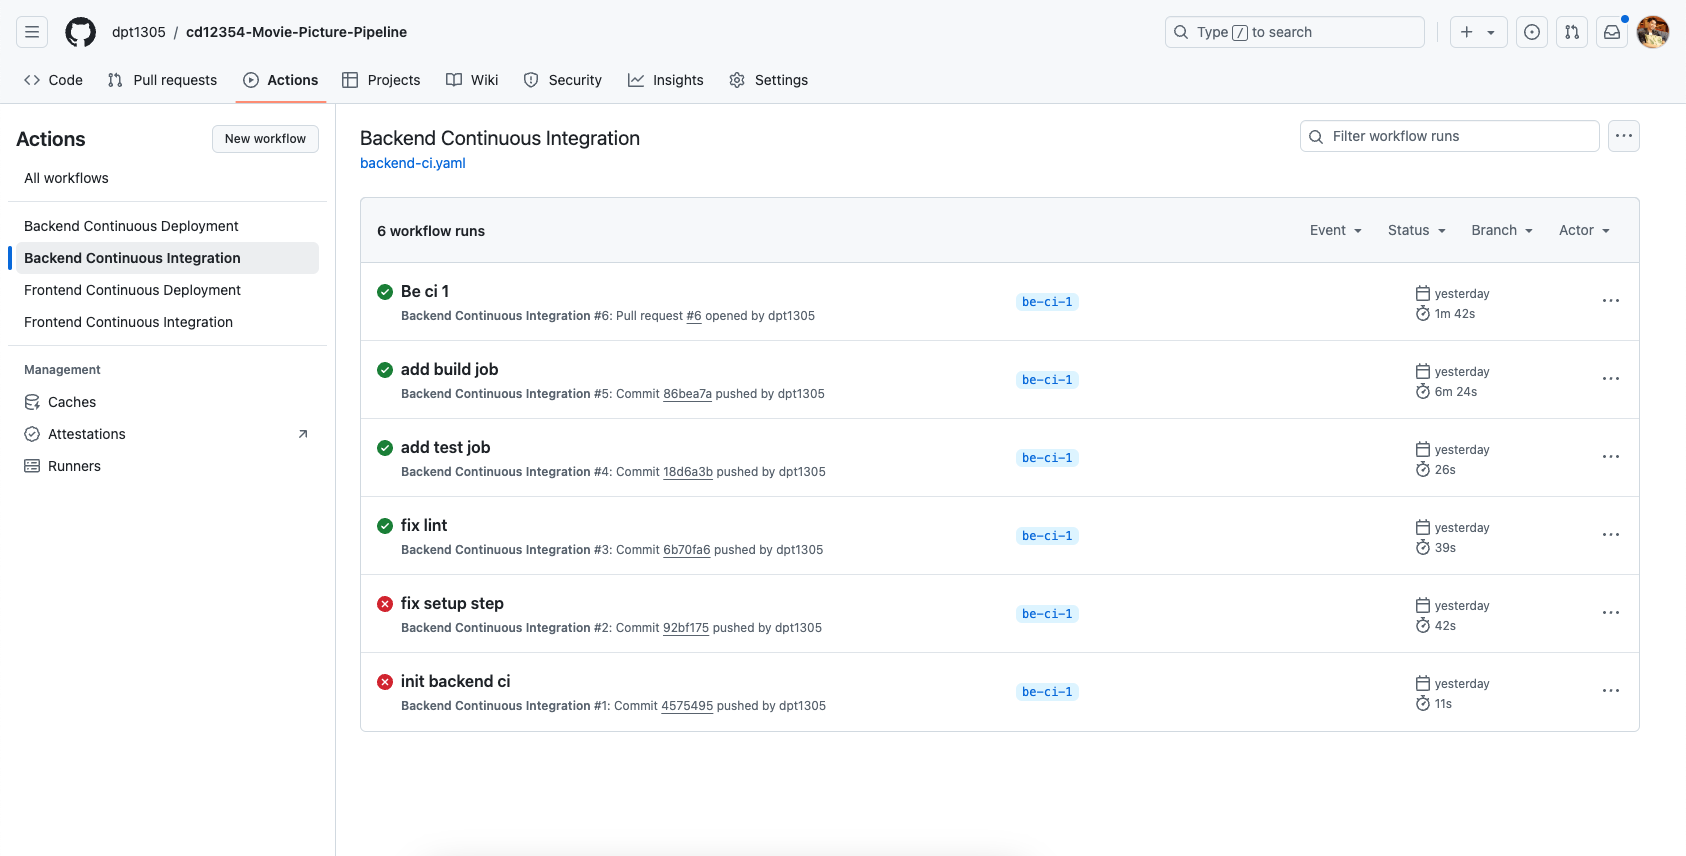 dpt1305 / cd12354-Movie-Picture-Pipeline
Type / to search
Code Pull requests Actions Projects Wiki Security Insights Settings
Actions
New workflow
All workflows
Backend Continuous Deployment
Backend Continuous Integration
Frontend Continuous Deployment
Frontend Continuous Integration
Management
Caches
Attestations
Runners
Backend Continuous Integration
backend-ci.yaml
Filter workflow runs
6 workflow runs
Event Status Branch Actor
Be ci 1
Backend Continuous Integration #6: Pull request #6 opened by dpt1305
be-ci-1
yesterday
1m 42s
add build job
Backend Continuous Integration #5: Commit 86bea7a pushed by dpt1305
be-ci-1
yesterday
6m 24s
add test job
Backend Continuous Integration #4: Commit 18d6a3b pushed by dpt1305
be-ci-1
yesterday
26s
fix lint
Backend Continuous Integration #3: Commit 6b70fa6 pushed by dpt1305
be-ci-1
yesterday
39s
fix setup step
Backend Continuous Integration #2: Commit 92bf175 pushed by dpt1305
be-ci-1
yesterday
42s
init backend ci
Backend Continuous Integration #1: Commit 4575495 pushed by dpt1305
be-ci-1
yesterday
11s